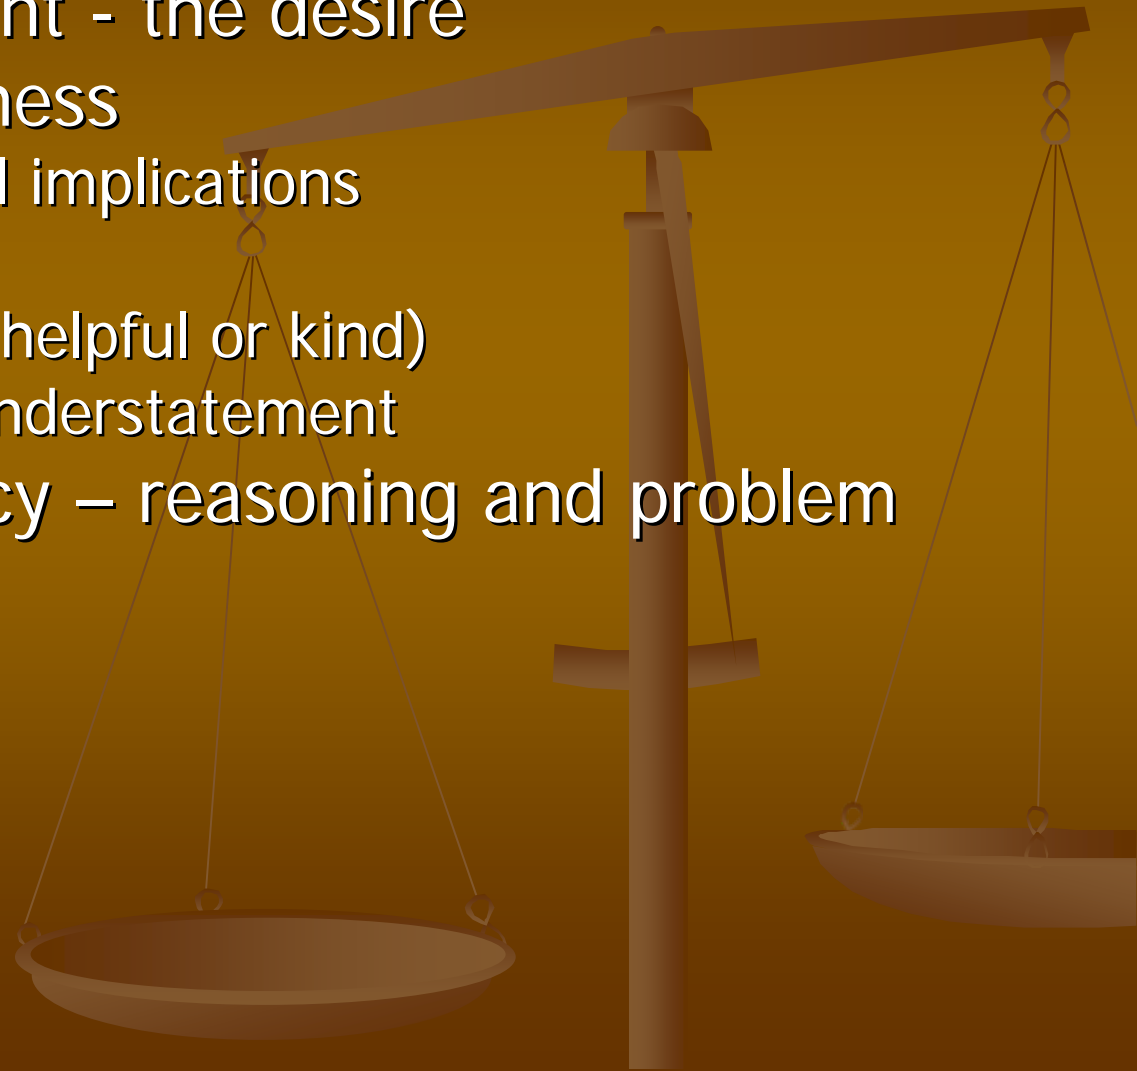 nt - the desire
ness
l implications
helpful or kind)
nderstatement
cy – reasoning and problem